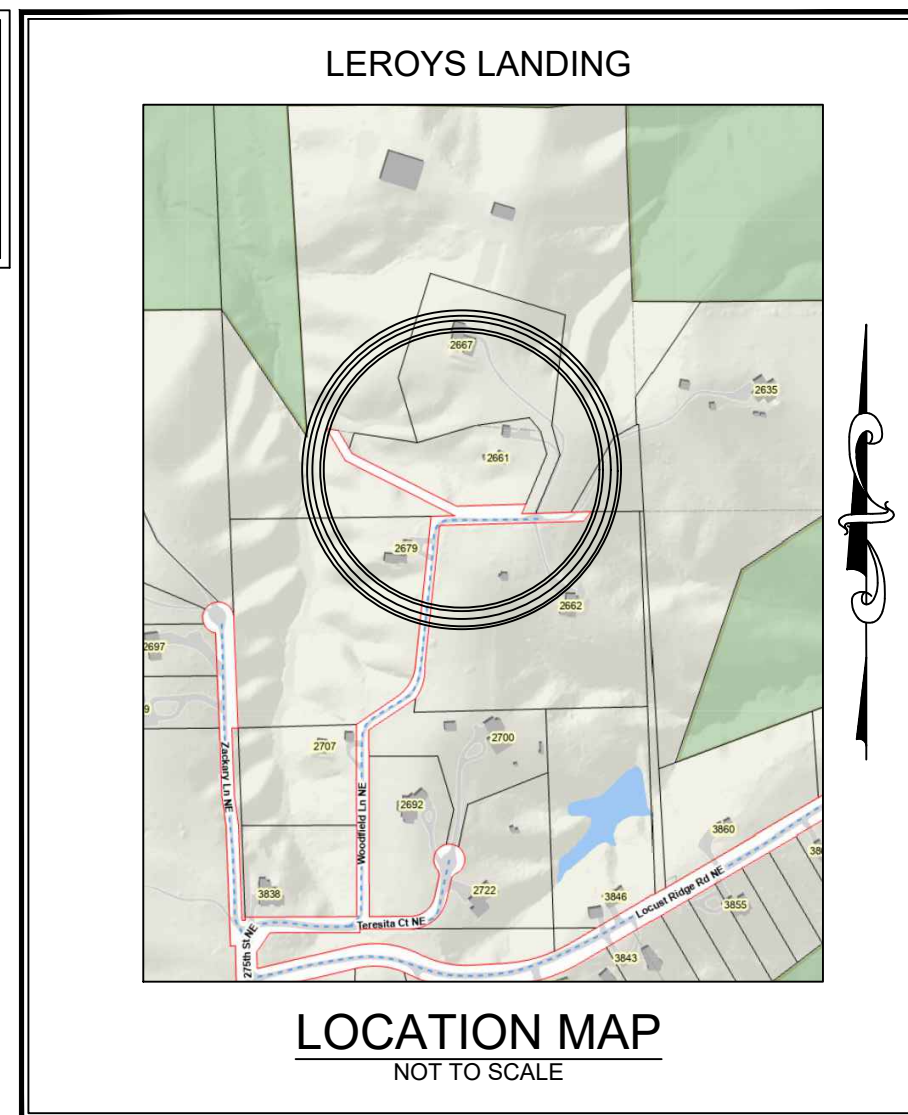 LEROYS LANDING
2667
2635
2661
2679
2662
2697
9
2707
2700
Zackary Ln NE
Woodfield Ln NE
2692
3860
386
3838
2722
3846
Locust Ridge Rd NE
3855
Teresita Ct NE
275th St NE
3843
LOCATION MAP
NOT TO SCALE